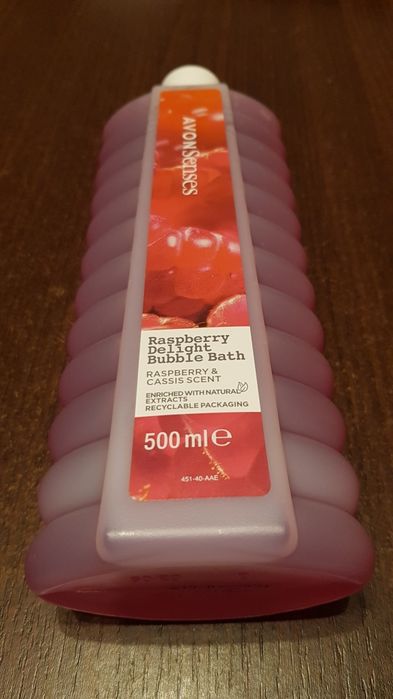 AVON Senses
Raspberry
Delight
Bubble Bath
RASPBERRY &
CASSIS SCENT
ENRICHED WITH NATURAL
EXTRACTS
RECYCLABLE PACKAGING
500 ml e
451-40-AAE